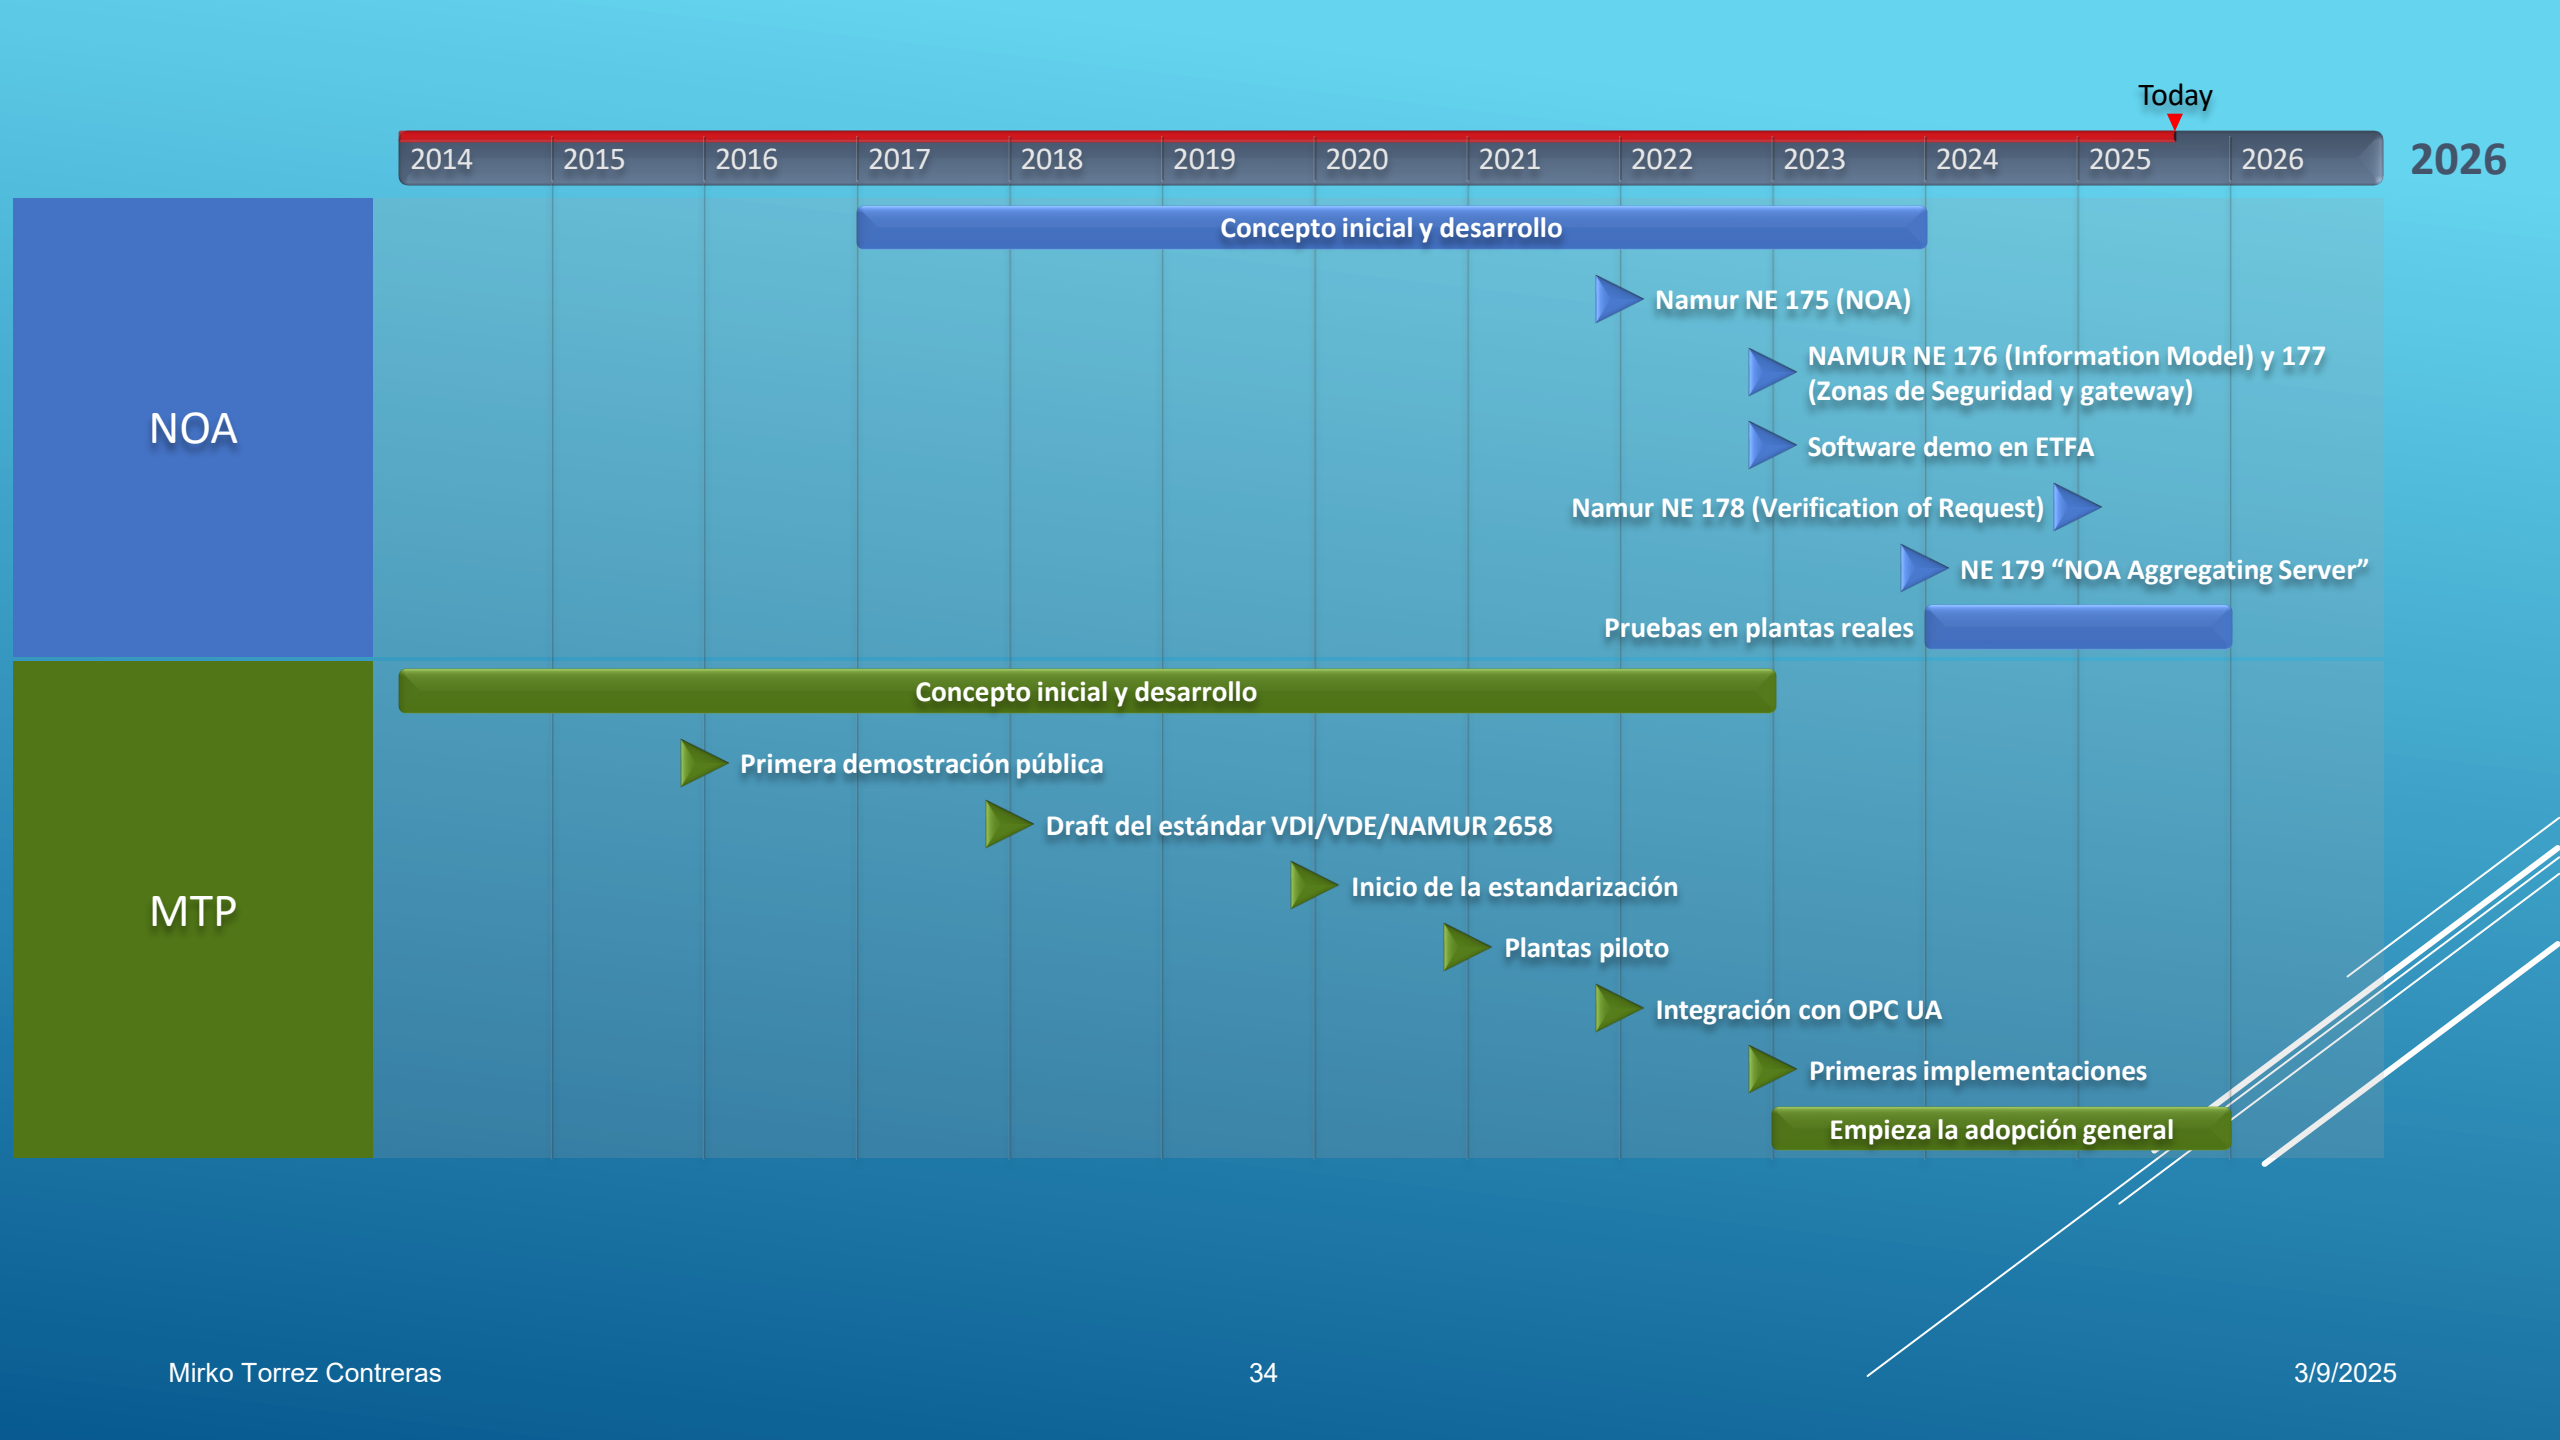 Today
2014 2015 2016 2017 2018 2019 2020 2021 2022 2023 2024 2025 2026 2026
NOA
Concepto inicial y desarrollo
Namur NE 175 (NOA)
NAMUR NE 176 (Information Model) y 177
(Zonas de Seguridad y gateway)
Software demo en ETFA
Namur NE 178 (Verification of Request)
NE 179 “NOA Aggregating Server”
Pruebas en plantas reales
MTP
Concepto inicial y desarrollo
Primera demostración pública
Draft del estándar VDI/VDE/NAMUR 2658
Inicio de la estandarización
Plantas piloto
Integración con OPC UA
Primeras implementaciones
Empieza la adopción general
Mirko Torrez Contreras
34
3/9/2025